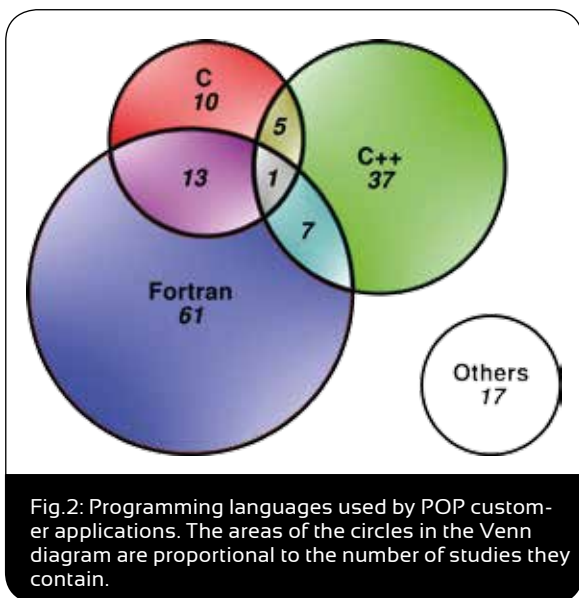 C
10
5
C++
37
13
1
7
Fortran
61
Others
17
Fig.2: Programming languages used by POP custom-
er applications. The areas of the circles in the Venn
diagram are proportional to the number of studies they
contain.